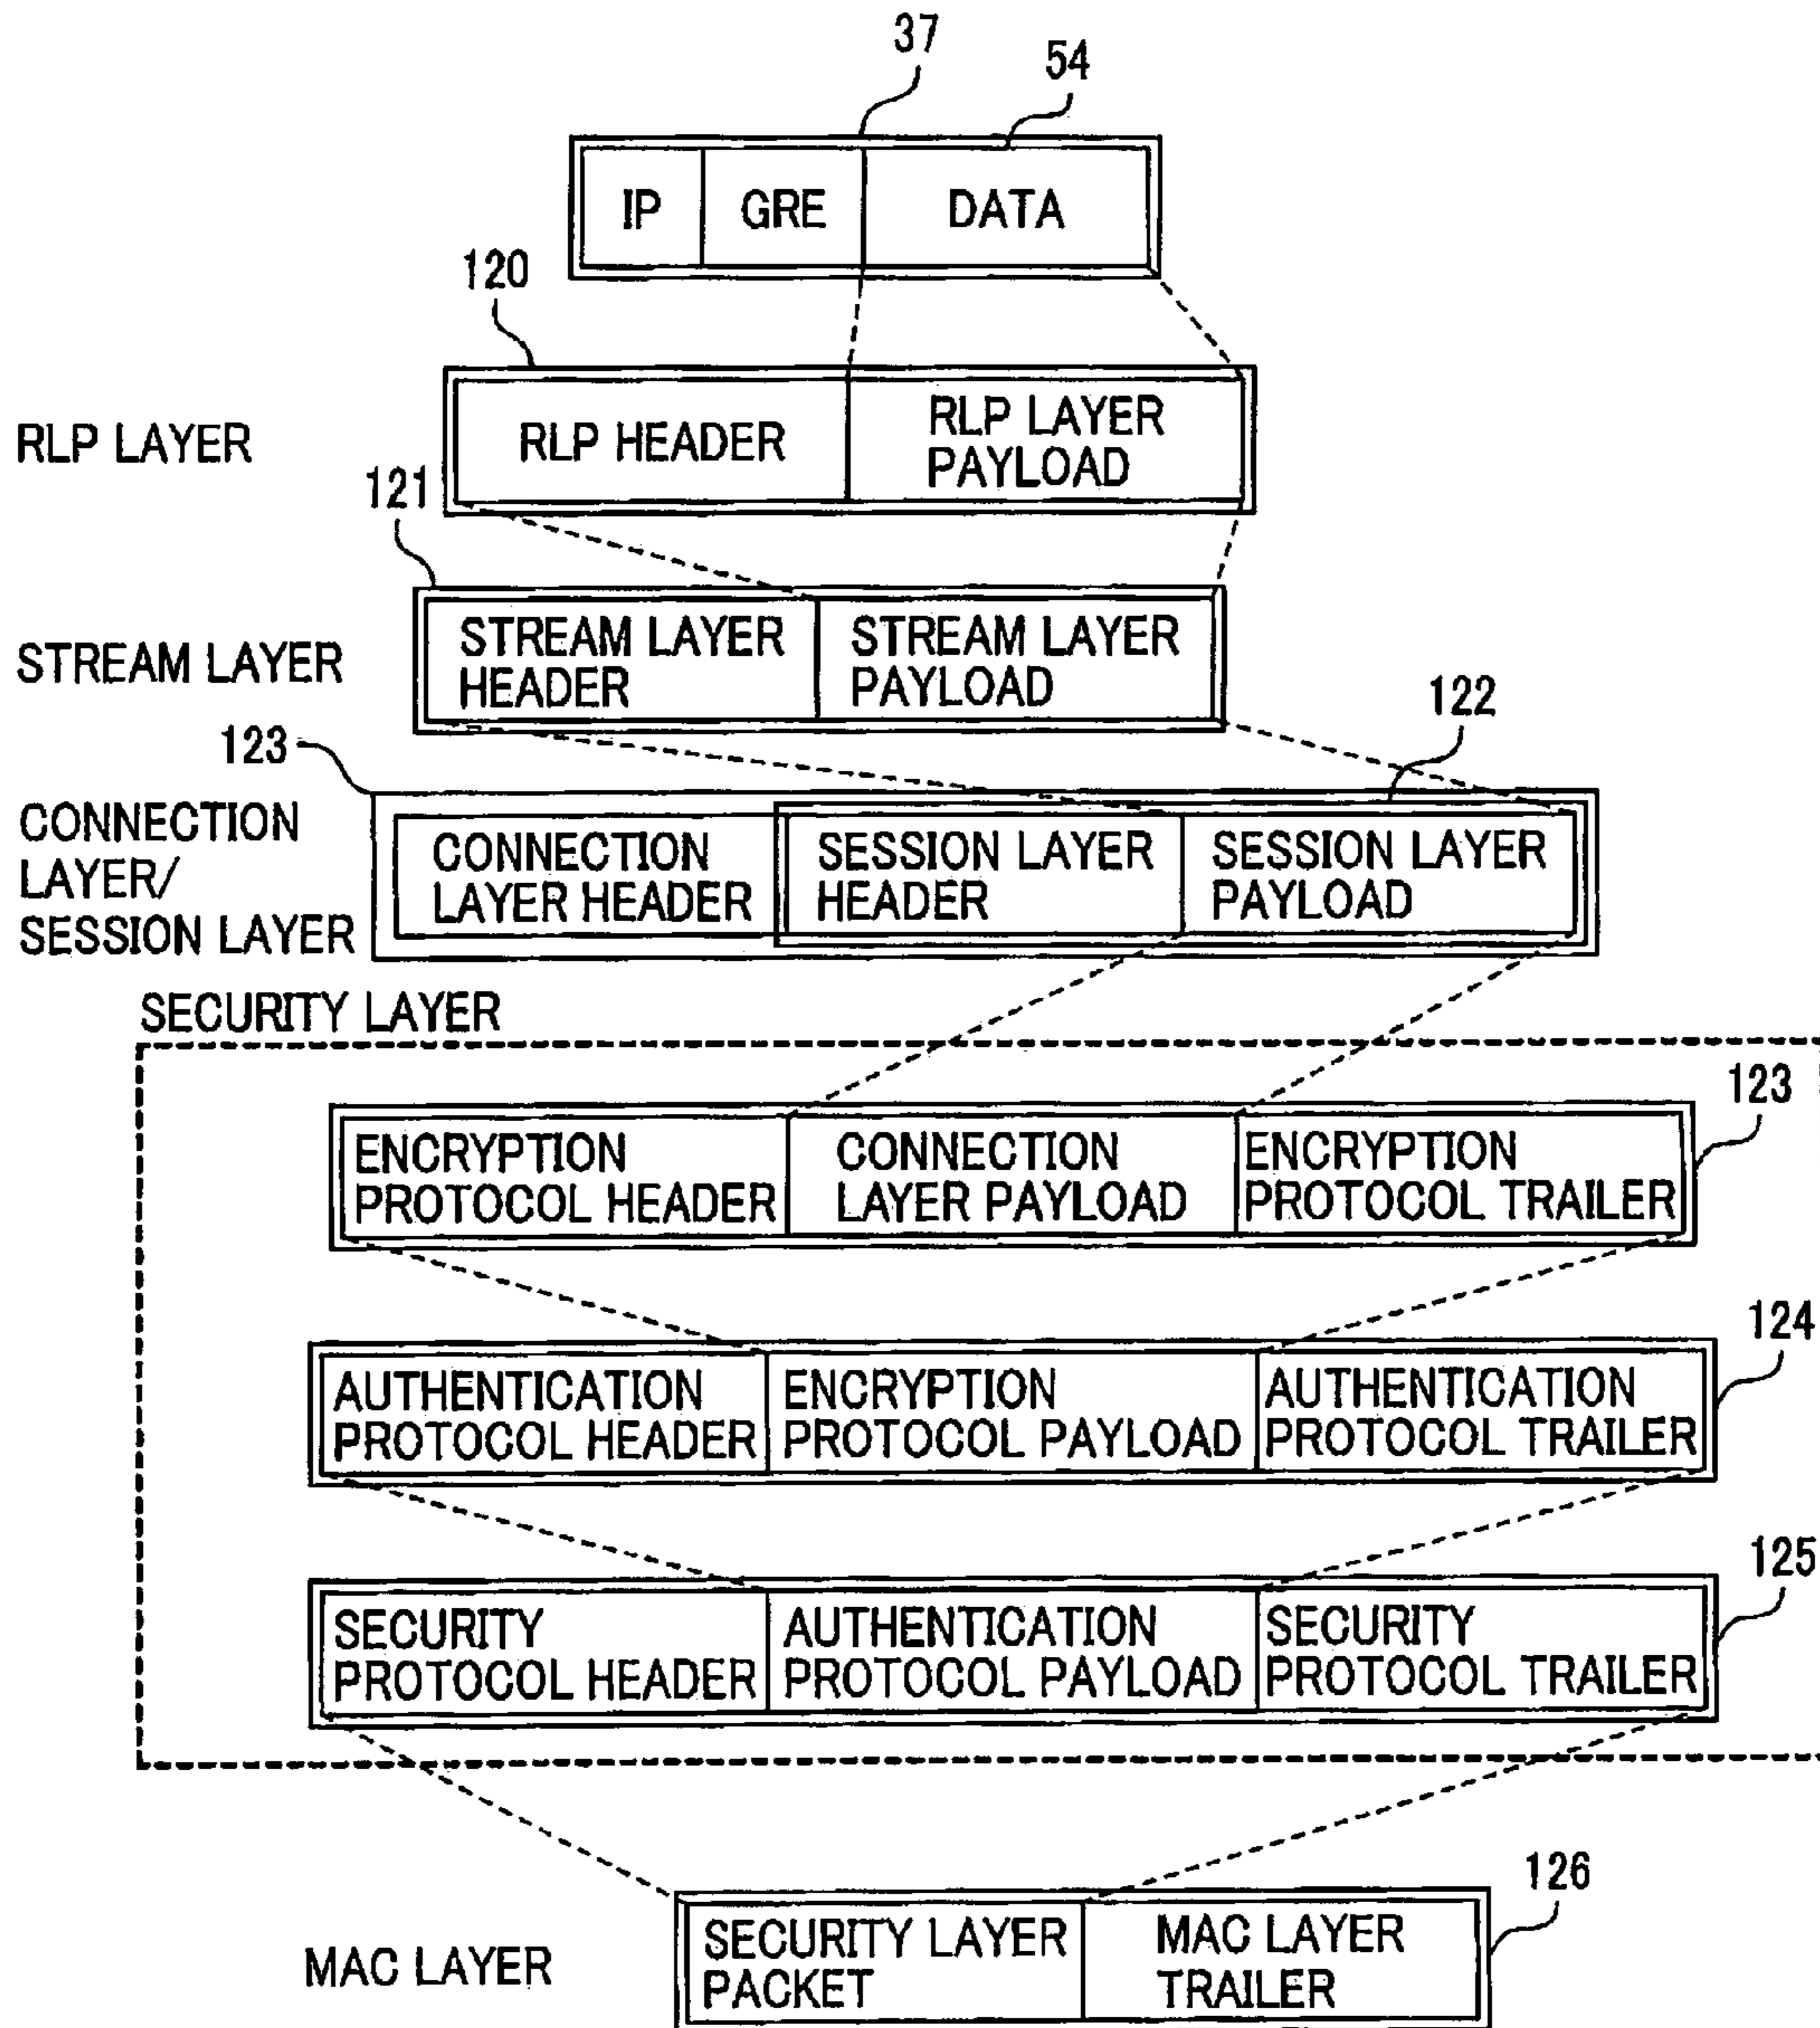 37
54
IP GRE DATA
120
RLP LAYER
RLP HEADER
RLP LAYER
PAYLOAD
121
STREAM LAYER
STREAM LAYER
HEADER
STREAM LAYER
PAYLOAD
122
123
CONNECTION
LAYER/
SESSION LAYER
CONNECTION
LAYER HEADER
SESSION LAYER
HEADER
SESSION LAYER
PAYLOAD
SECURITY LAYER
123
ENCRYPTION
PROTOCOL HEADER
CONNECTION
LAYER PAYLOAD
ENCRYPTION
PROTOCOL TRAILER
124
AUTHENTICATION
PROTOCOL HEADER
ENCRYPTION
PROTOCOL PAYLOAD
AUTHENTICATION
PROTOCOL TRAILER
125
SECURITY
PROTOCOL HEADER
AUTHENTICATION
PROTOCOL PAYLOAD
SECURITY
PROTOCOL TRAILER
126
MAC LAYER
SECURITY LAYER
PACKET
MAC LAYER
TRAILER